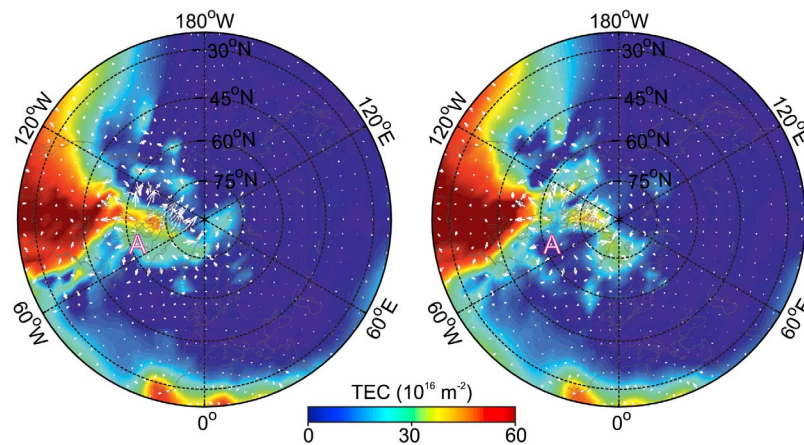 180°W 180°W
30°N 30°N
120°W 120°E 120°W 120°E
45°N 45°N
60°N 60°N
75°N 75°N
A A
60°W 60°E 60°W 60°E
TEC (10¹⁶ m⁻²)
0° 0 30 60 0°